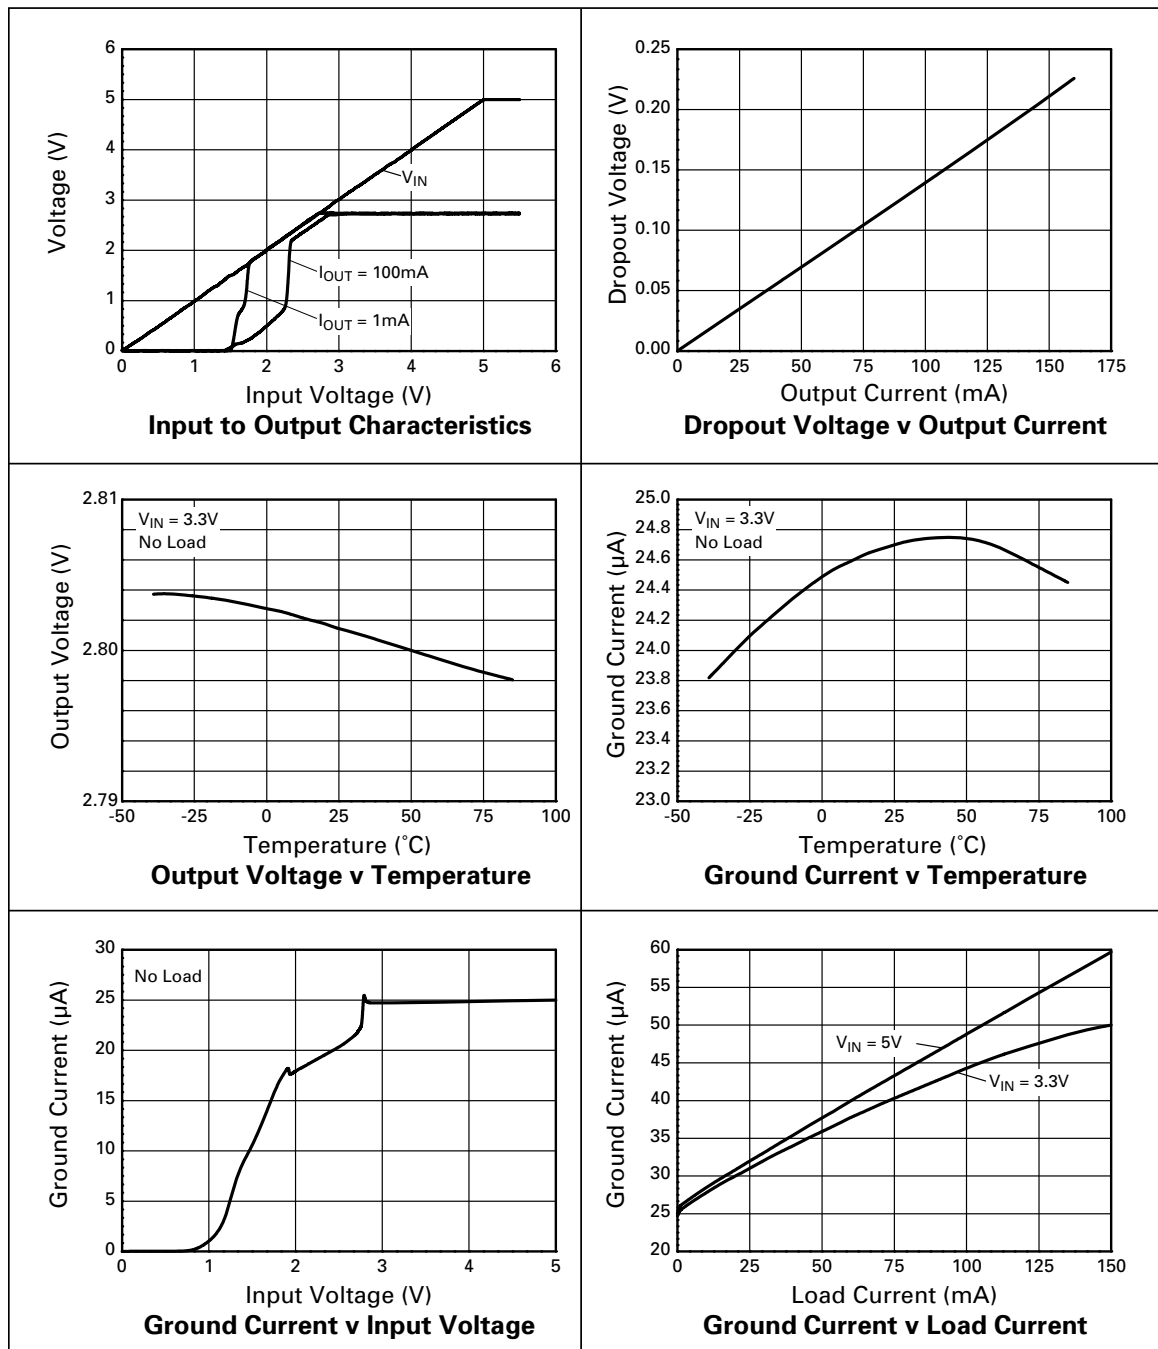 6
5
4
3
2
1
0
Voltage (V)
V_IN
I_OUT = 100mA
I_OUT = 1mA
0 1 2 3 4 5 6
Input Voltage (V)
Input to Output Characteristics
0.25
0.20
0.15
0.10
0.05
0.00
Dropout Voltage (V)
0 25 50 75 100 125 150 175
Output Current (mA)
Dropout Voltage v Output Current
2.81
2.80
2.79
Output Voltage (V)
V_IN = 3.3V
No Load
-50 -25 0 25 50 75 100
Temperature (˚C)
Output Voltage v Temperature
25.0
24.8
24.6
24.4
24.2
24.0
23.8
23.6
23.4
23.2
23.0
Ground Current (µA)
V_IN = 3.3V
No Load
-50 -25 0 25 50 75 100
Temperature (˚C)
Ground Current v Temperature
30
25
20
15
10
5
0
Ground Current (µA)
No Load
0 1 2 3 4 5
Input Voltage (V)
Ground Current v Input Voltage
60
55
50
45
40
35
30
25
20
Ground Current (µA)
V_IN = 5V
V_IN = 3.3V
0 25 50 75 100 125 150
Load Current (mA)
Ground Current v Load Current